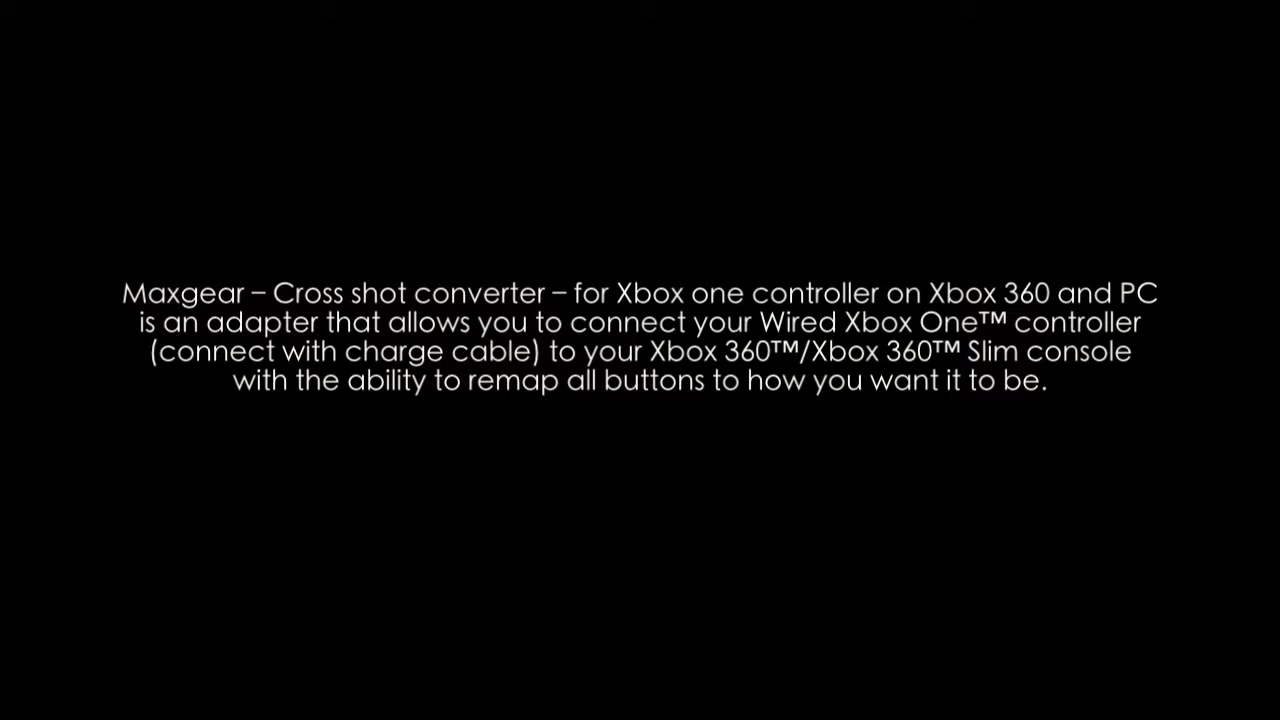 Maxgear – Cross shot converter – for Xbox one controller on Xbox 360 and PC
is an adapter that allows you to connect your Wired Xbox One™ controller
(connect with charge cable) to your Xbox 360™/Xbox 360™ Slim console
with the ability to remap all buttons to how you want it to be.